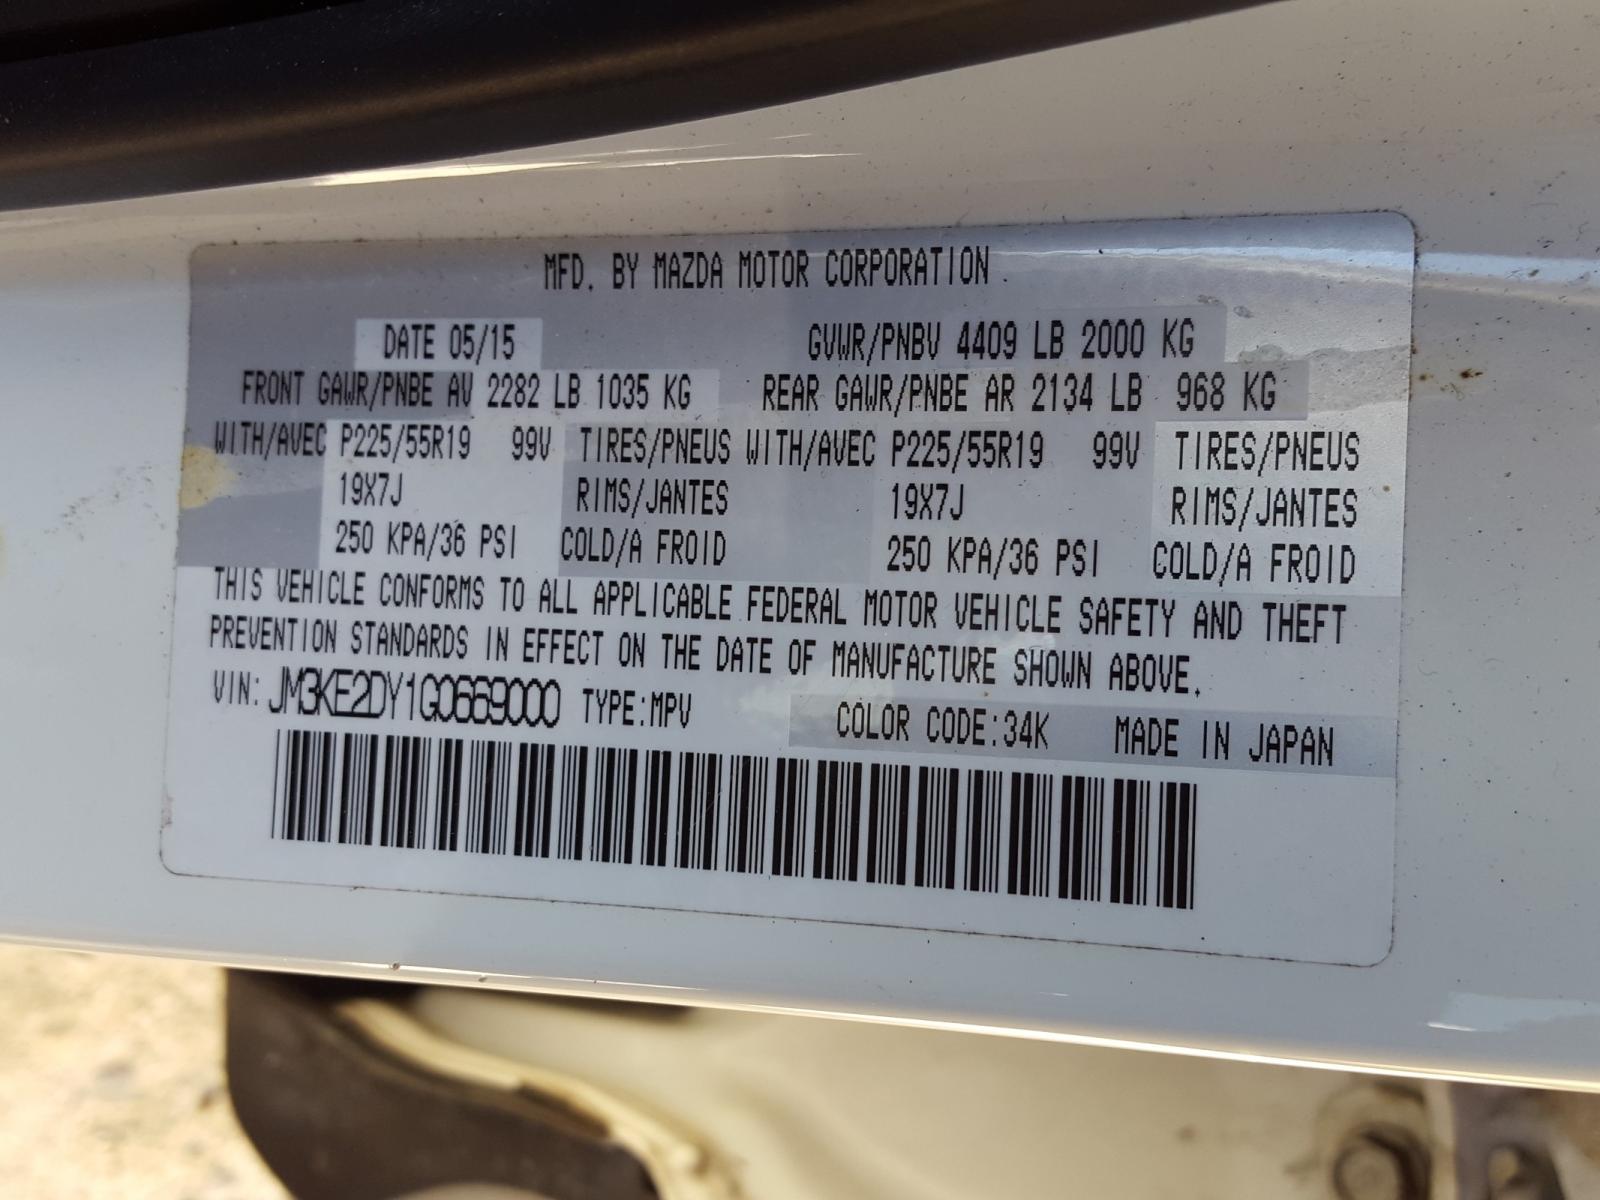 MFD. BY MAZDA MOTOR CORPORATION
DATE 05/15 GVWR/PNBV 4409 LB 2000 KG
FRONT GAWR/PNBE AV 2282 LB 1035 KG REAR GAWR/PNBE AR 2134 LB 968 KG
WITH/AVEC P225/55R19 99V TIRES/PNEUS WITH/AVEC P225/55R19 99V TIRES/PNEUS
19X7J RIMS/JANTES 19X7J RIMS/JANTES
250 KPA/36 PSI COLD/A FROID 250 KPA/36 PSI COLD/A FROID
THIS VEHICLE CONFORMS TO ALL APPLICABLE FEDERAL MOTOR VEHICLE SAFETY AND THEFT
PREVENTION STANDARDS IN EFFECT ON THE DATE OF MANUFACTURE SHOWN ABOVE.
VIN: JM3KE2DY1G0669000 TYPE:MPV COLOR CODE:34K MADE IN JAPAN